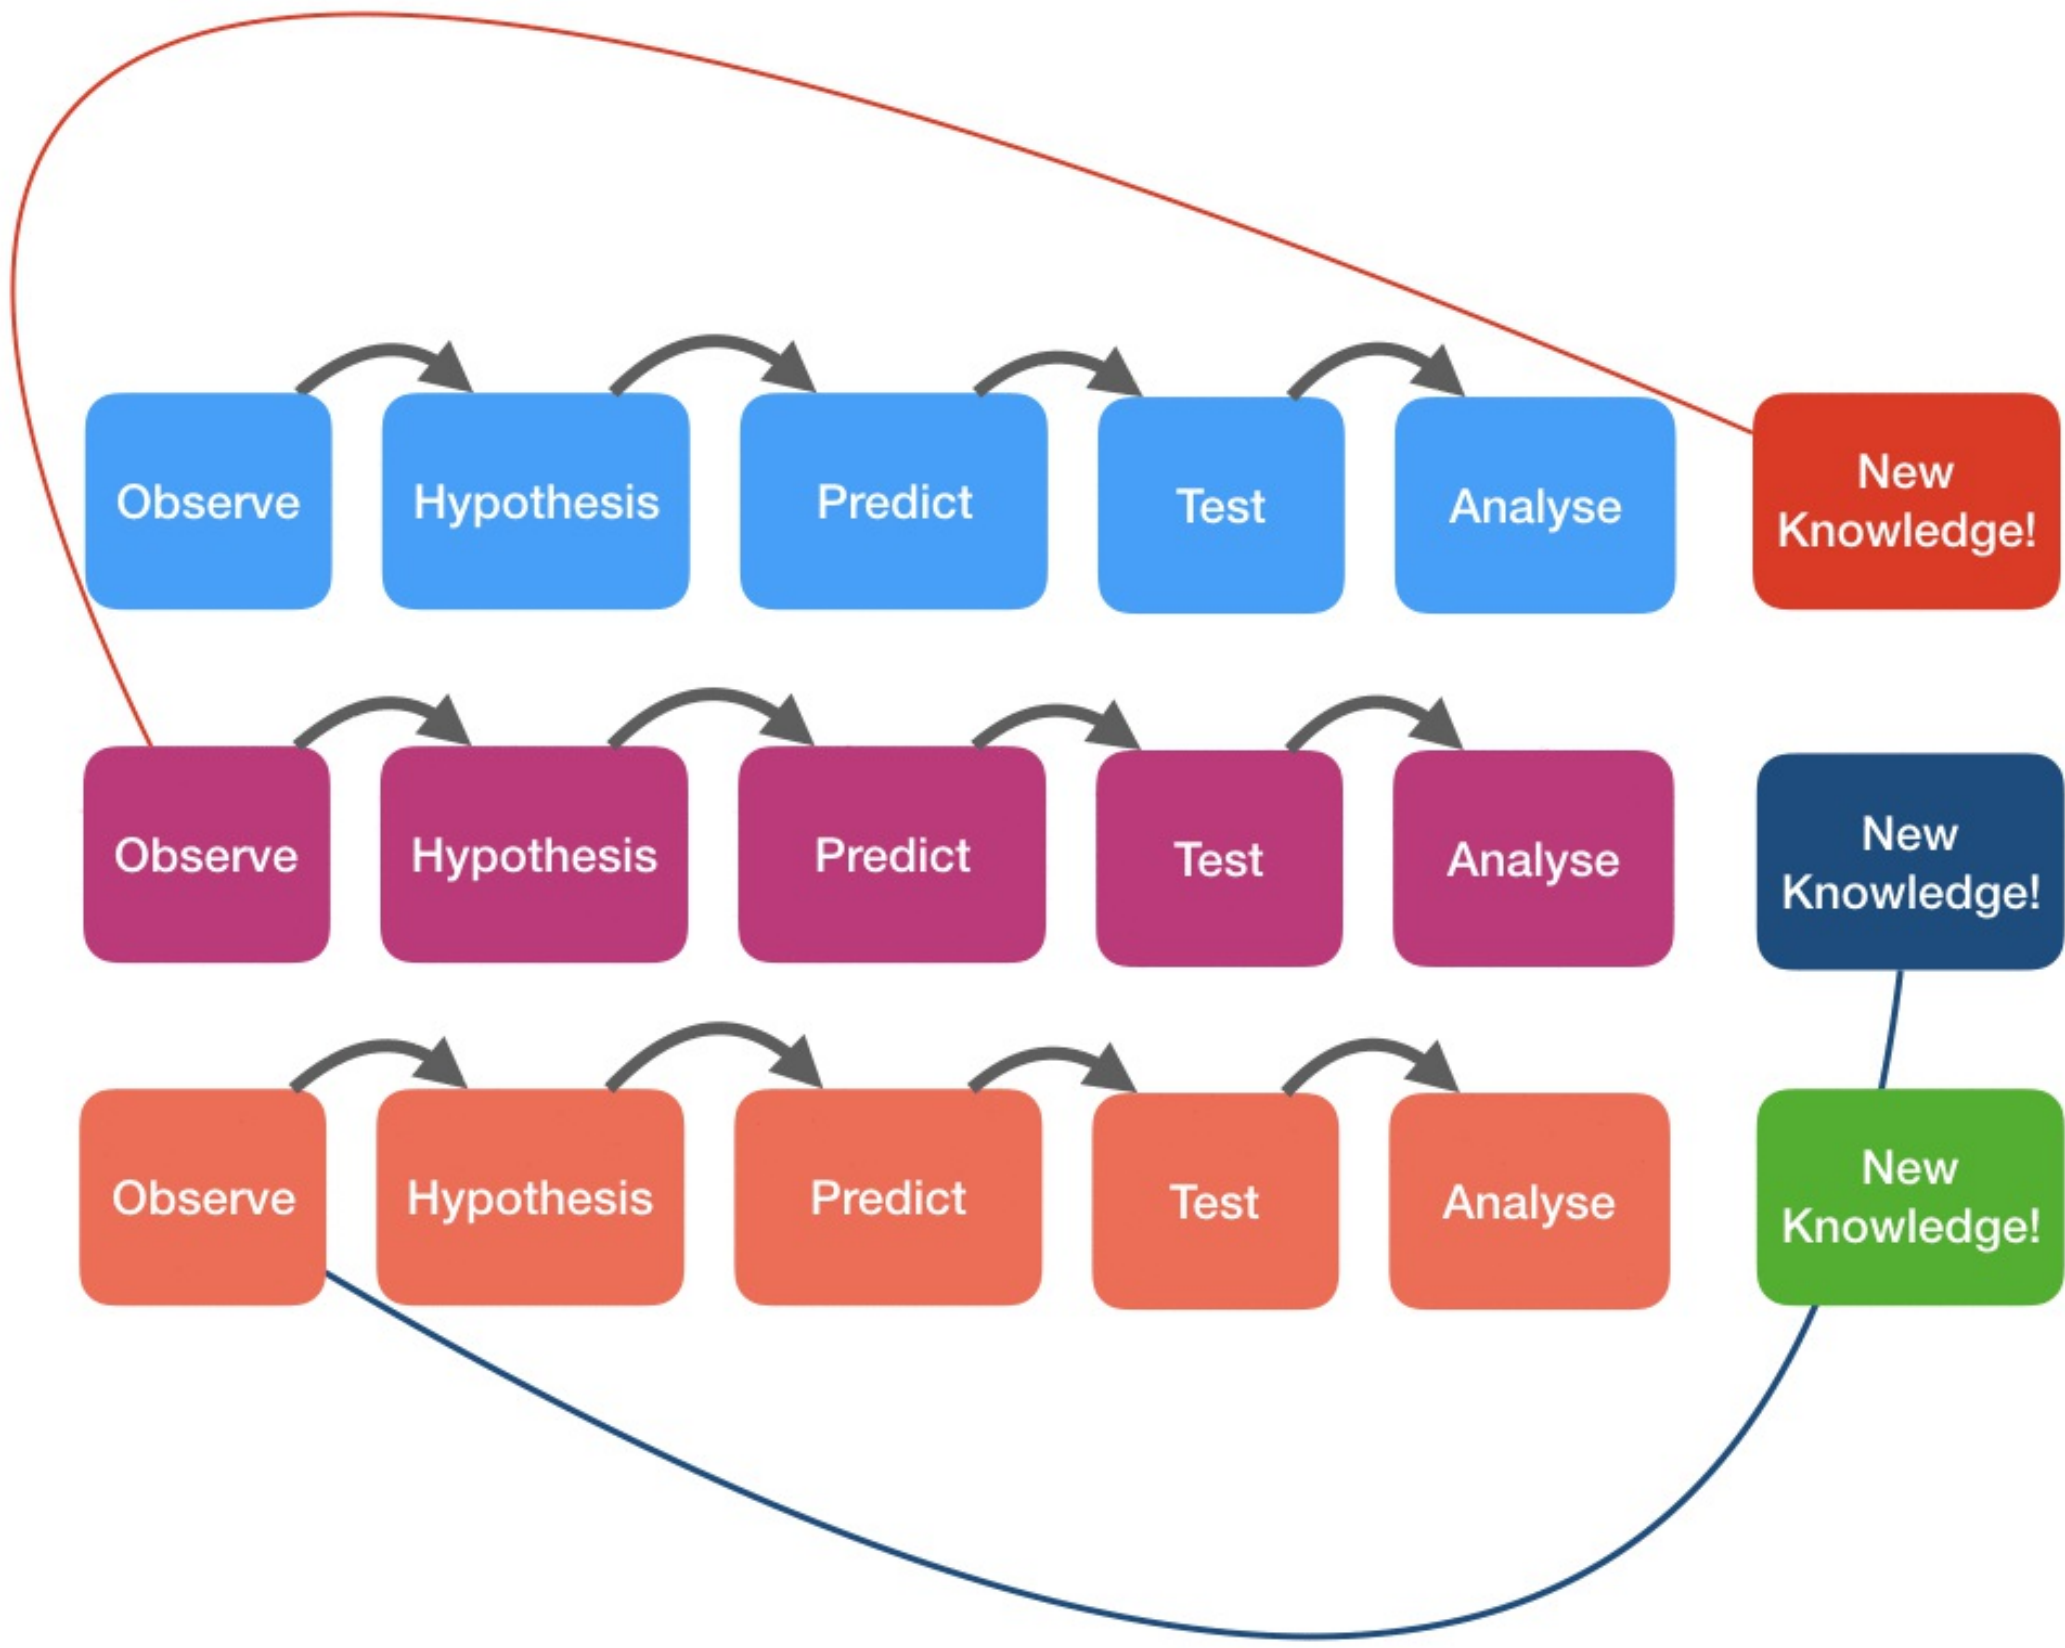 Observe
Hypothesis
Predict
Test
Analyse
New
Knowledge!
Observe
Hypothesis
Predict
Test
Analyse
New
Knowledge!
Observe
Hypothesis
Predict
Test
Analyse
New
Knowledge!